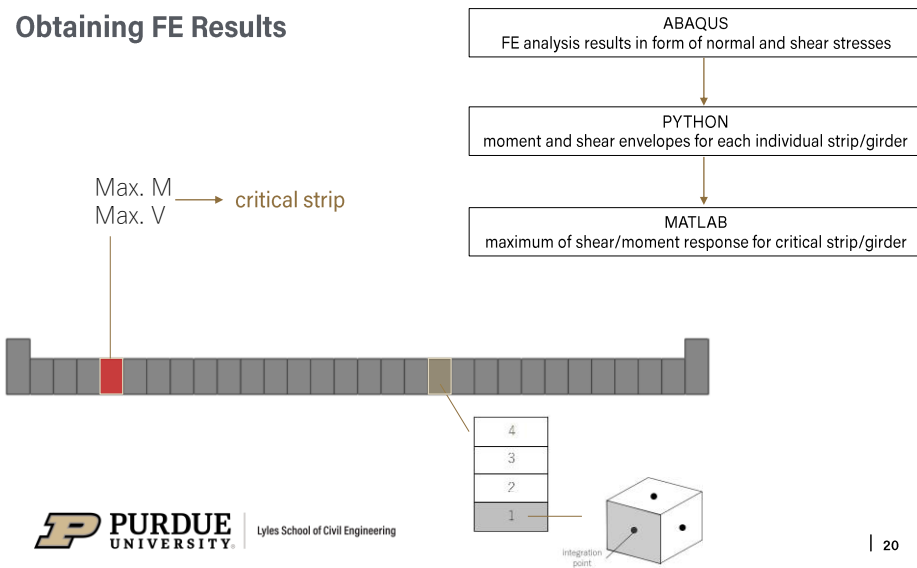 Obtaining FE Results
ABAQUS
FE analysis results in form of normal and shear stresses
PYTHON
moment and shear envelopes for each individual strip/girder
MATLAB
maximum of shear/moment response for critical strip/girder
Max. M
Max. V
critical strip
4
3
2
1
integration
point
PURDUE
UNIVERSITY®
Lyles School of Civil Engineering
| 20